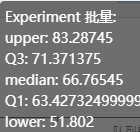 Experiment 批量:
upper: 83.28745
Q3: 71.371375
median: 66.76545
Q1: 63.42732499999
lower: 51.802